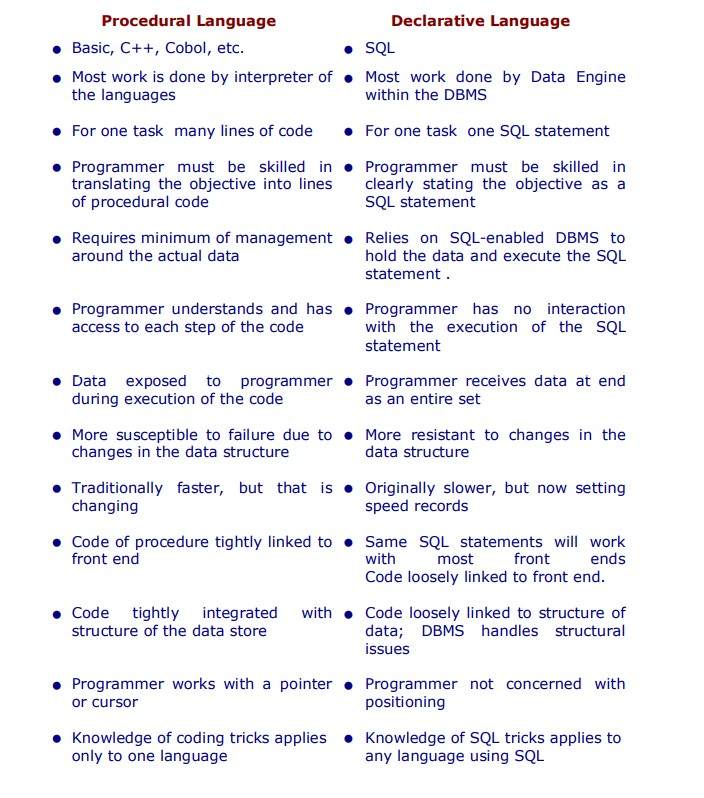 Procedural Language
Declarative Language
● Basic, C++, Cobol, etc.
● SQL
● Most work is done by interpreter of
the languages
● Most work done by Data Engine
within the DBMS
● For one task many lines of code
● For one task one SQL statement
● Programmer must be skilled in
translating the objective into lines
of procedural code
● Programmer must be skilled in
clearly stating the objective as a
SQL statement
● Requires minimum of management
around the actual data
● Relies on SQL-enabled DBMS to
hold the data and execute the SQL
statement .
● Programmer understands and has
access to each step of the code
● Programmer has no interaction
with the execution of the SQL
statement
● Data exposed to programmer
during execution of the code
● Programmer receives data at end
as an entire set
● More susceptible to failure due to
changes in the data structure
● More resistant to changes in the
data structure
● Traditionally faster, but that is
changing
● Originally slower, but now setting
speed records
● Code of procedure tightly linked to
front end
● Same SQL statements will work
with most front ends
Code loosely linked to front end.
● Code tightly integrated with
structure of the data store
● Code loosely linked to structure of
data; DBMS handles structural
issues
● Programmer works with a pointer
or cursor
● Programmer not concerned with
positioning
● Knowledge of coding tricks applies
only to one language
● Knowledge of SQL tricks applies to
any language using SQL